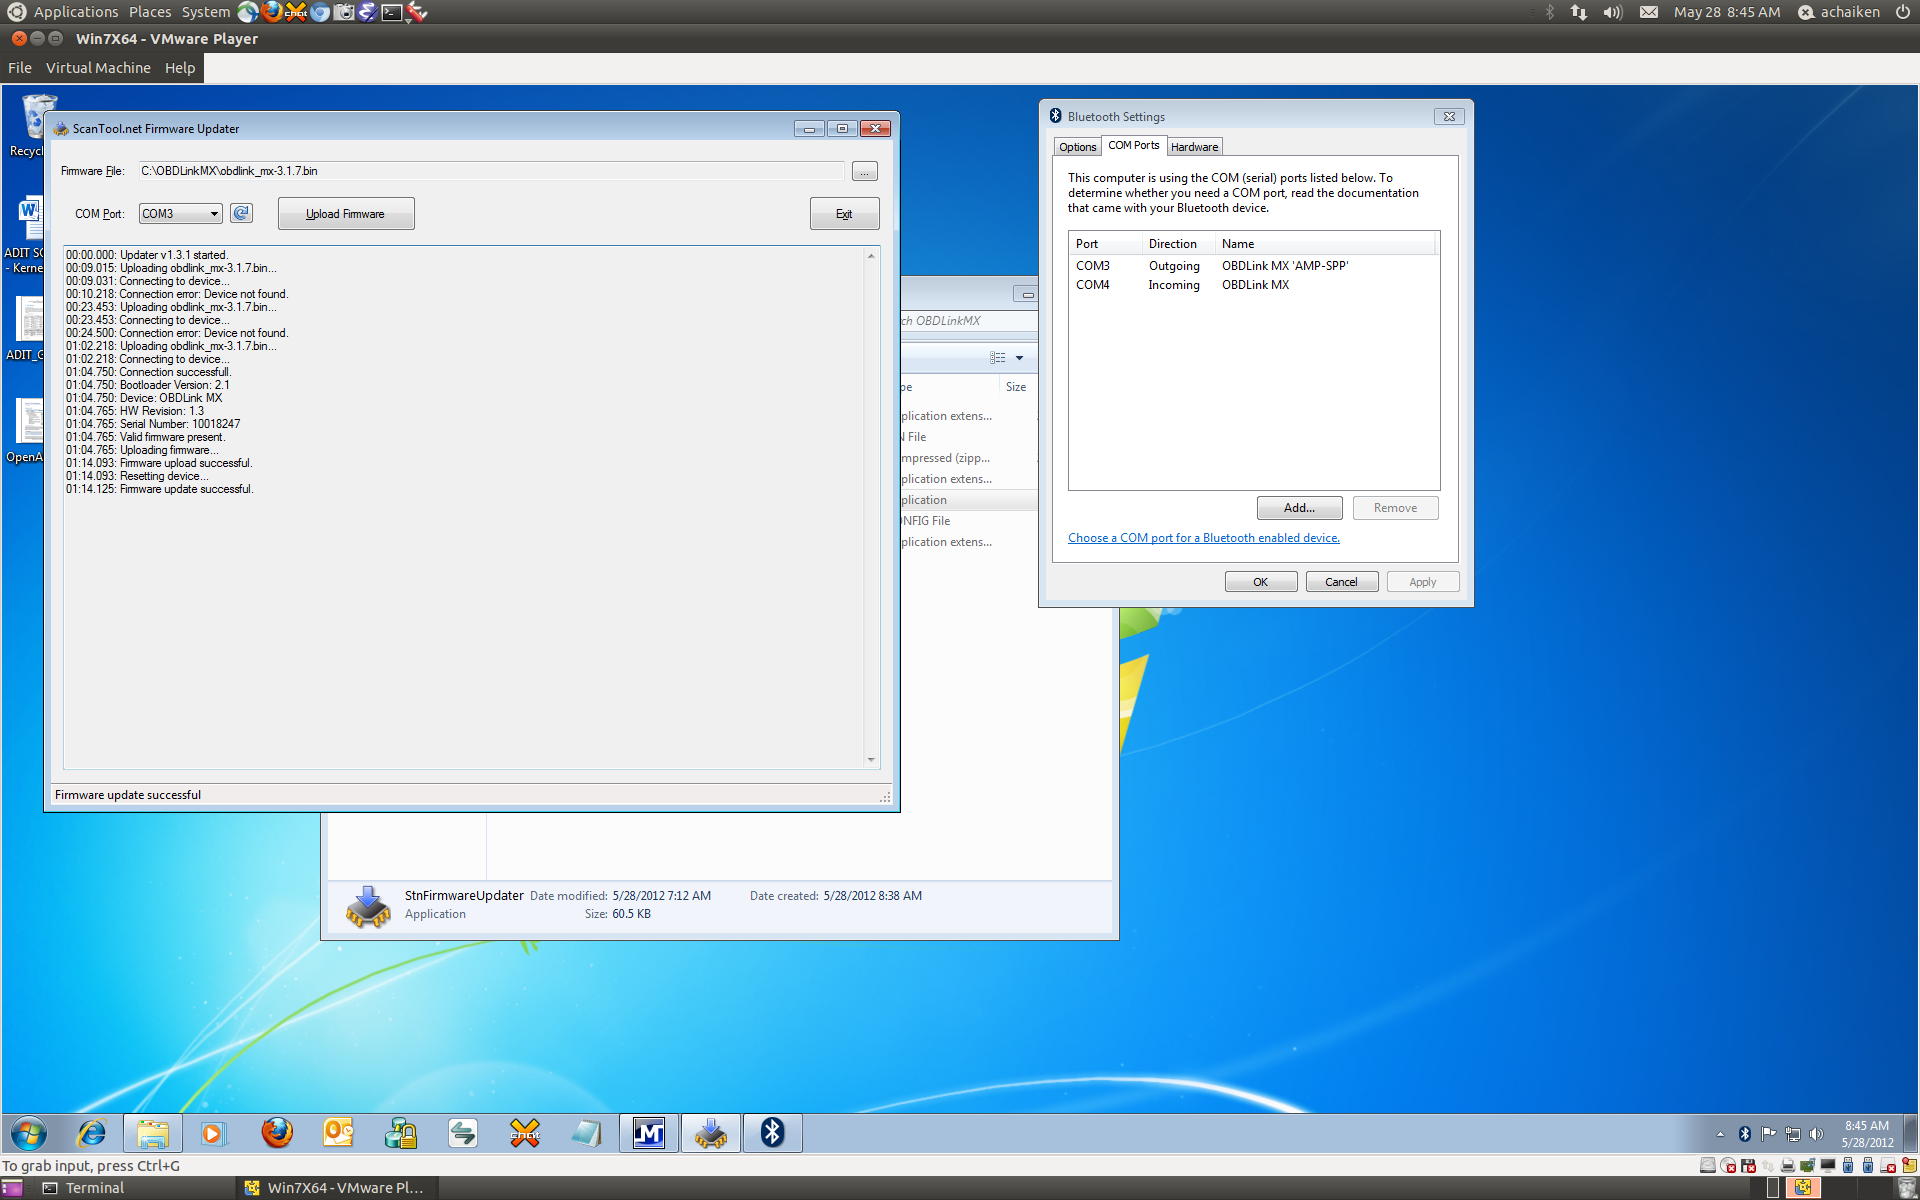 Applications Places System
May 28 8:45 AM achaiken
Win7X64 - VMware Player
File Virtual Machine Help
ScanTool.net Firmware Updater
Firmware File: C:\OBDLinkMX\obdlink_mx-3.1.7.bin ...
COM Port: COM3 Upload Firmware Exit
00:00.000: Updater v1.3.1 started.
00:09.015: Uploading obdlink_mx-3.1.7.bin...
00:09.031: Connecting to device...
00:10.218: Connection error: Device not found.
00:23.453: Uploading obdlink_mx-3.1.7.bin...
00:23.453: Connecting to device...
00:24.500: Connection error: Device not found.
01:02.218: Uploading obdlink_mx-3.1.7.bin...
01:02.218: Connecting to device...
01:04.750: Connection successfull.
01:04.750: Bootloader Version: 2.1
01:04.750: Device: OBDLink MX
01:04.765: HW Revision: 1.3
01:04.765: Serial Number: 10018247
01:04.765: Valid firmware present.
01:04.765: Uploading firmware...
01:14.093: Firmware upload successful.
01:14.093: Resetting device...
01:14.125: Firmware update successful.
Firmware update successful
Recycl
ADIT SC
- Kerne
ADIT_G
OpenA
ch OBDLinkMX
pe Size
plication extens...
N File
mpressed (zipp...
plication extens...
plication
NFIG File
plication extens...
StnFirmwareUpdater Date modified: 5/28/2012 7:12 AM Date created: 5/28/2012 8:38 AM
Application Size: 60.5 KB
Bluetooth Settings
Options COM Ports Hardware
This computer is using the COM (serial) ports listed below. To
determine whether you need a COM port, read the documentation
that came with your Bluetooth device.
Port Direction Name
COM3 Outgoing OBDLink MX 'AMP-SPP'
COM4 Incoming OBDLink MX
Add... Remove
Choose a COM port for a Bluetooth enabled device.
OK Cancel Apply
8:45 AM
5/28/2012
To grab input, press Ctrl+G
Terminal Win7X64 - VMware Pl...